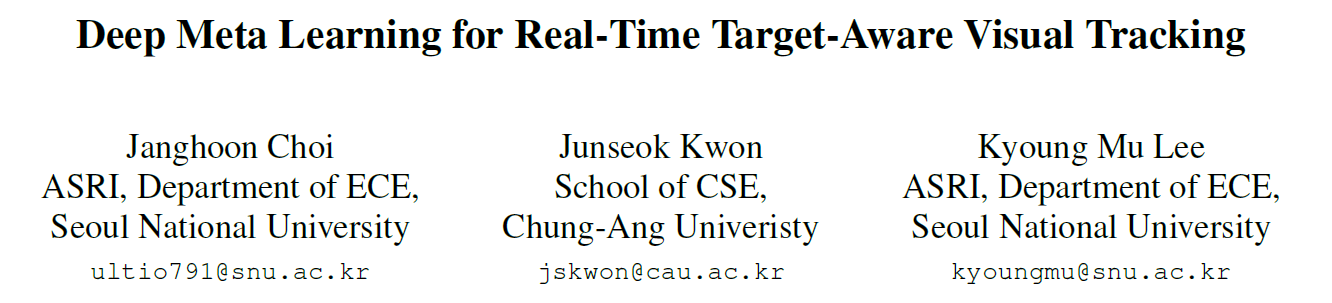 Deep Meta Learning for Real-Time Target-Aware Visual Tracking
Janghoon Choi
ASRI, Department of ECE,
Seoul National University
ultio791@snu.ac.kr
Junseok Kwon
School of CSE,
Chung-Ang Univeristy
jskwon@cau.ac.kr
Kyoung Mu Lee
ASRI, Department of ECE,
Seoul National University
kyoungmu@snu.ac.kr